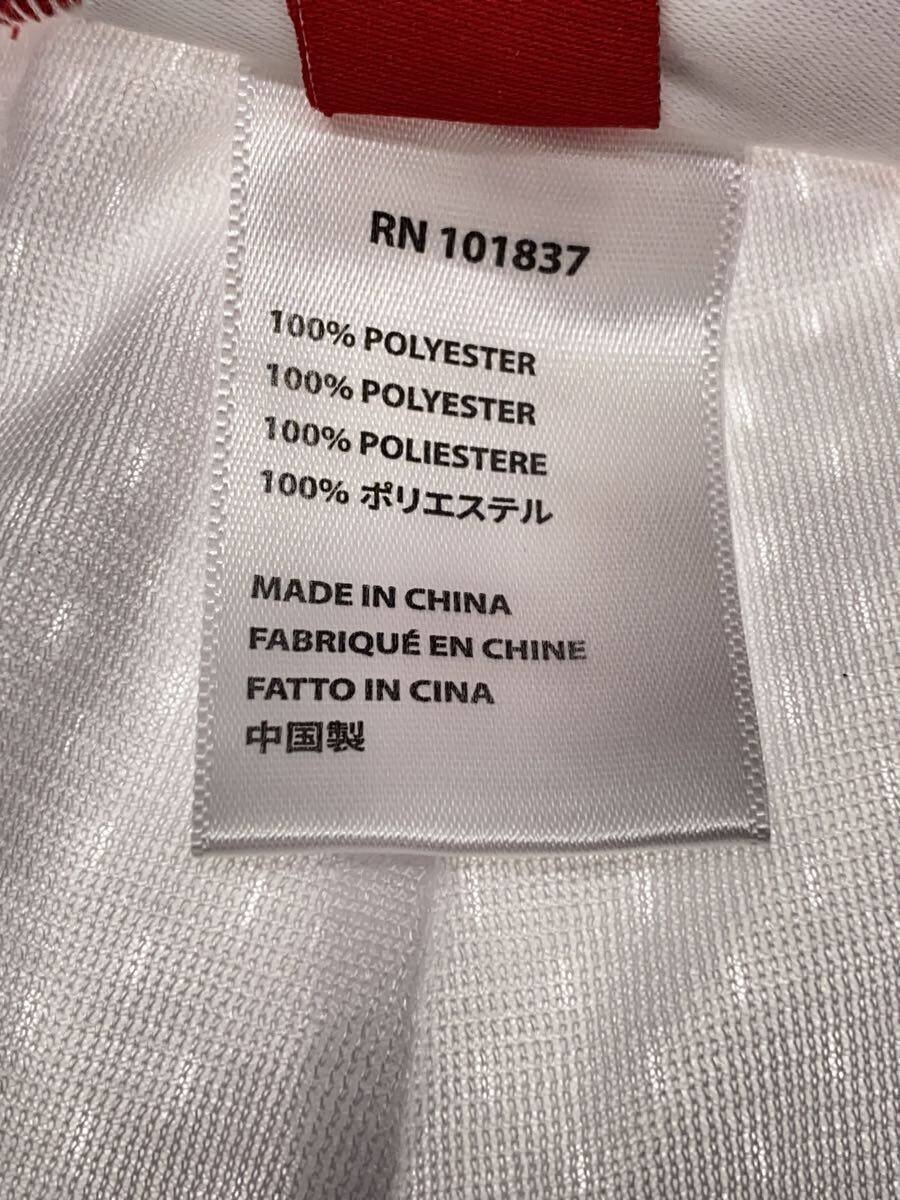 RN 101837
100% POLYESTER
100% POLYESTER
100% POLIESTERE
100% ポリエステル
MADE IN CHINA
FABRIQUÉ EN CHINE
FATTO IN CINA
中国製